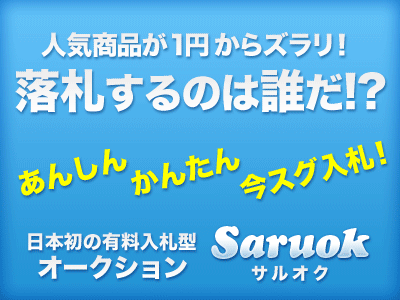 人気商品が1円からズラリ!
落札するのは誰だ!?
あんしん かんたん 今スグ入札!
日本初の有料入札型
オークション
Saruok
サルオク